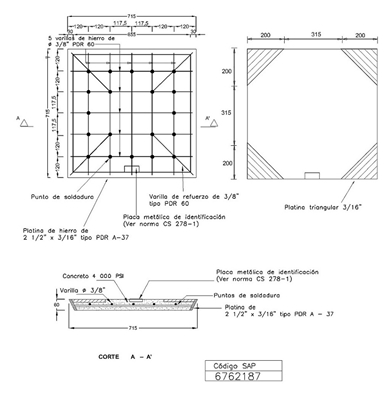 715
117.5
117.5
120
120
120
120
30
655
30
5 varillas de hierro de
ø 3/8" PDR 60
120
120
117.5
117.5
120
120
715
A
A'
200
315
200
200
315
200
Punto de
soldadura
Platina de hierro de
2 1/2" x 3/16" tipo PDR A-37
Varilla de refuerzo de 3/8"
tipo PDR 60
Placa metálica de identificación
(Ver norma CS 278-1)
Platina triangular 3/16"
Concreto 4 000 PSI
Varilla Ø 3/8"
Placa metálica de identificación
(Ver norma CS 278-1)
Puntos de soldadura
Platina de
2 1/2" x 3/16" tipo PDR A - 37
715
CORTE A - A'
Código SAP
6762187